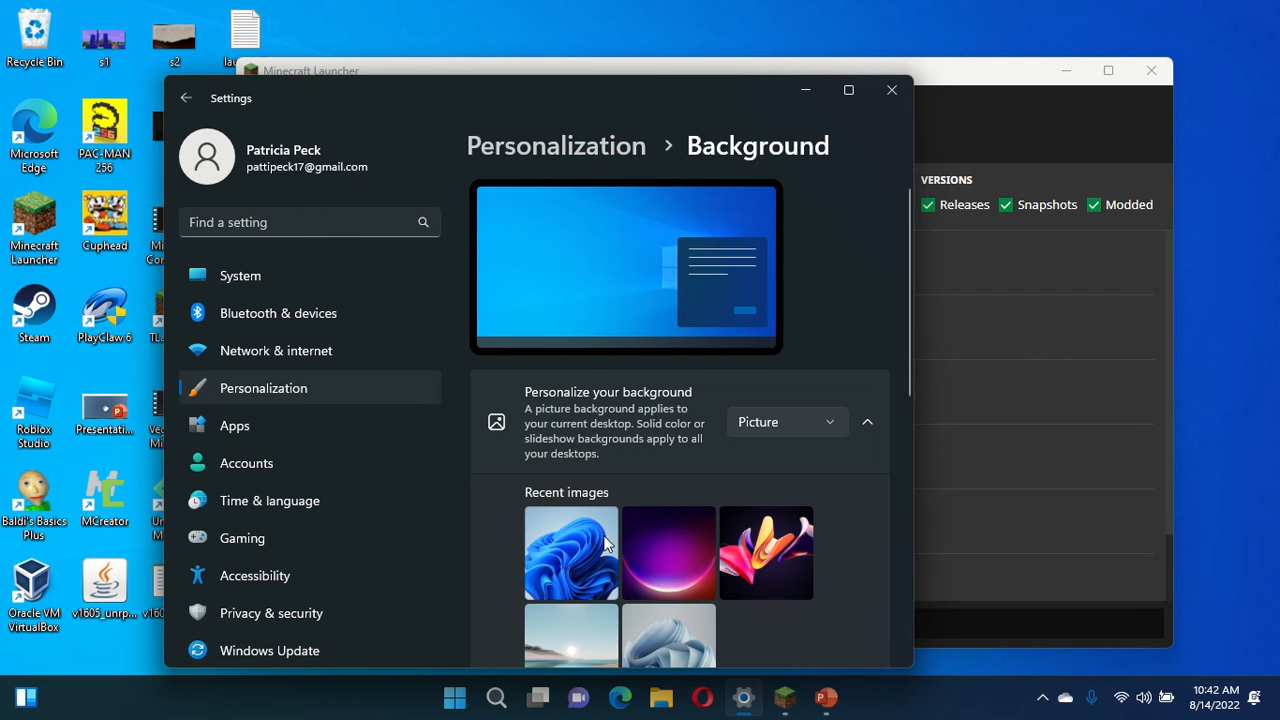 Recycle Bin
s1
s2
Microsoft
Edge
PAC-MAN
256
Minecraft
Launcher
Cuphead
Steam
PlayClaw 6
Roblox
Studio
Presentati...
Baldi's Basics
Plus
MCreator
Oracle VM
VirtualBox
v1605_unrp...
Minecraft Launcher
VERSIONS
Releases
Snapshots
Modded
Settings
Patricia Peck
pattipeck17@gmail.com
Find a setting
System
Bluetooth & devices
Network & internet
Personalization
Apps
Accounts
Time & language
Gaming
Accessibility
Privacy & security
Windows Update
Personalization > Background
Personalize your background
A picture background applies to
your current desktop. Solid color or
slideshow backgrounds apply to all
your desktops.
Picture
Recent images
10:42 AM
8/14/2022